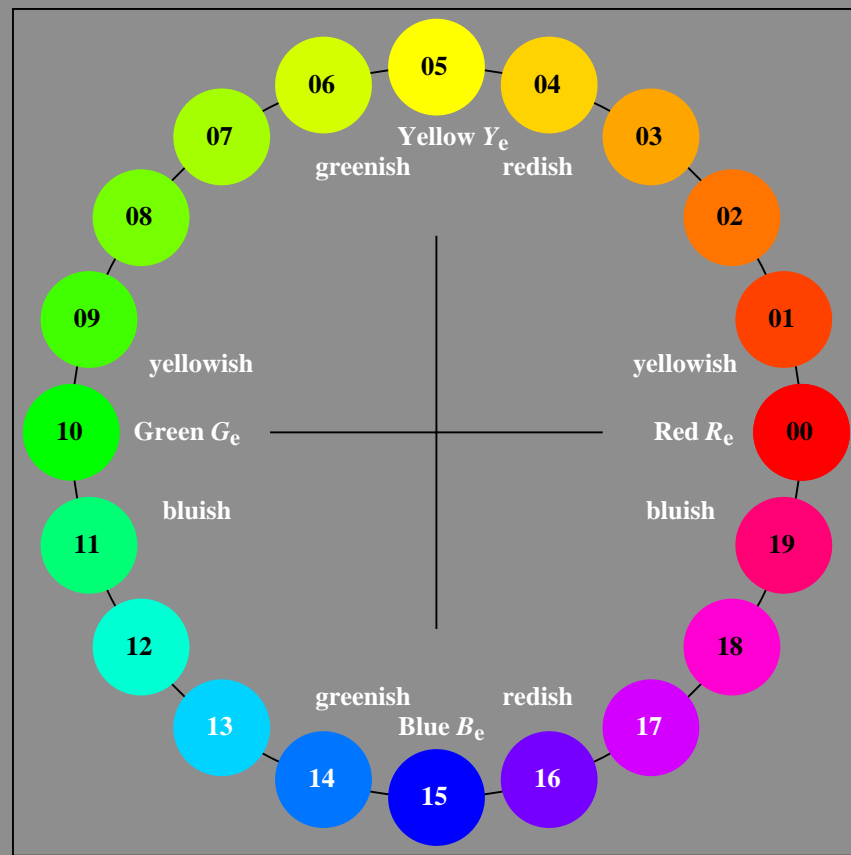 05
06 04
07 Yellow Ye 03
greenish redish
08 02
09 01
yellowish yellowish
10 Green Ge Red Re 00
bluish bluish
11 19
12 18
greenish redish
13 Blue Be 17
14 16
15